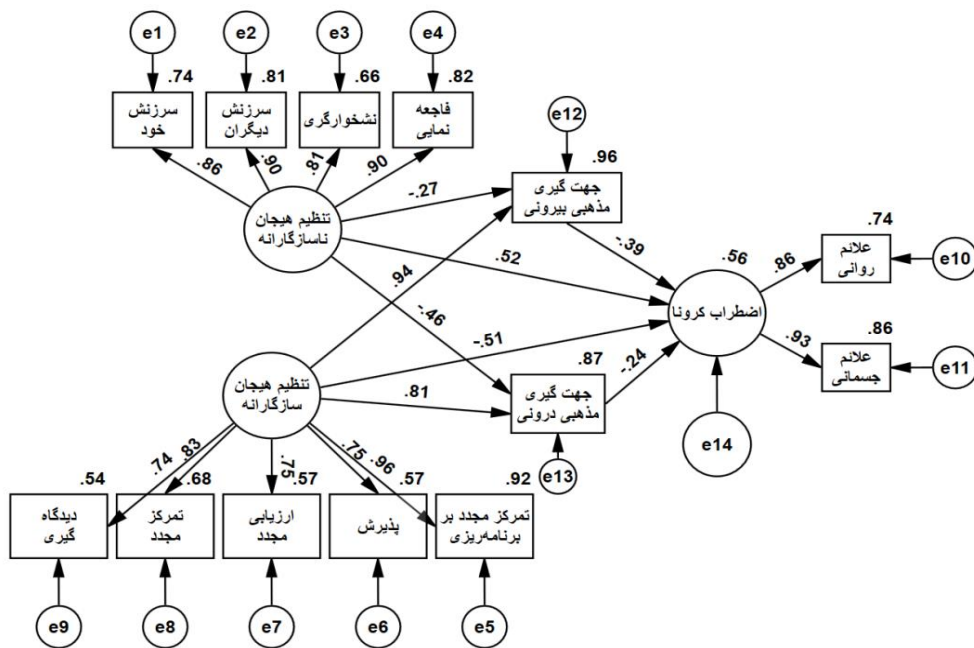 e1
e2
e3
e4
.74
.81
.66
.82
سرزنش
خود
سرزنش
دیگران
نشخوارگری
فاجعه
نمایی
.86
.90
.81
.90
e12
.96
جهت گیری
مذهبی بیرونی
-.27
تنظیم هیجان
ناسازگارانه
.52
-.39
.94
-.46
.56
اضطراب کرونا
.86
.74
علائم
روانی
e10
.93
.86
علائم
جسمانی
e11
-.51
تنظیم هیجان
سازگارانه
.81
.87
جهت گیری
مذهبی درونی
-.24
e13
e14
.74
.83
.75
.75
.96
.54
.68
.57
.57
.92
دیدگاه
گیری
تمرکز
مجدد
ارزیابی
مجدد
پذیرش
تمرکز مجدد بر
برنامه‌ریزی
e9
e8
e7
e6
e5